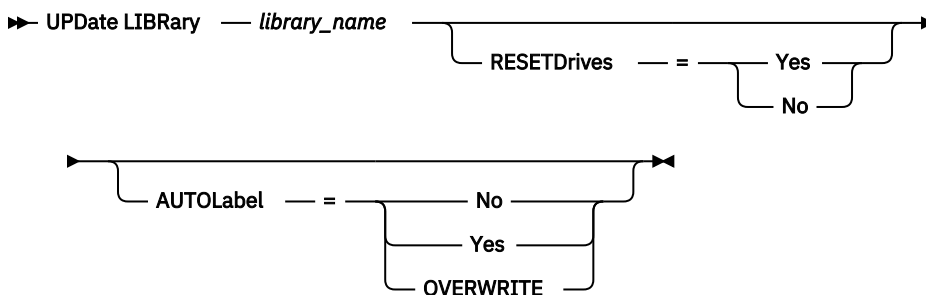 UPDate LIBRary library_name
RESETDrives = Yes
No
AUTOLabel = No
Yes
OVERWRITE